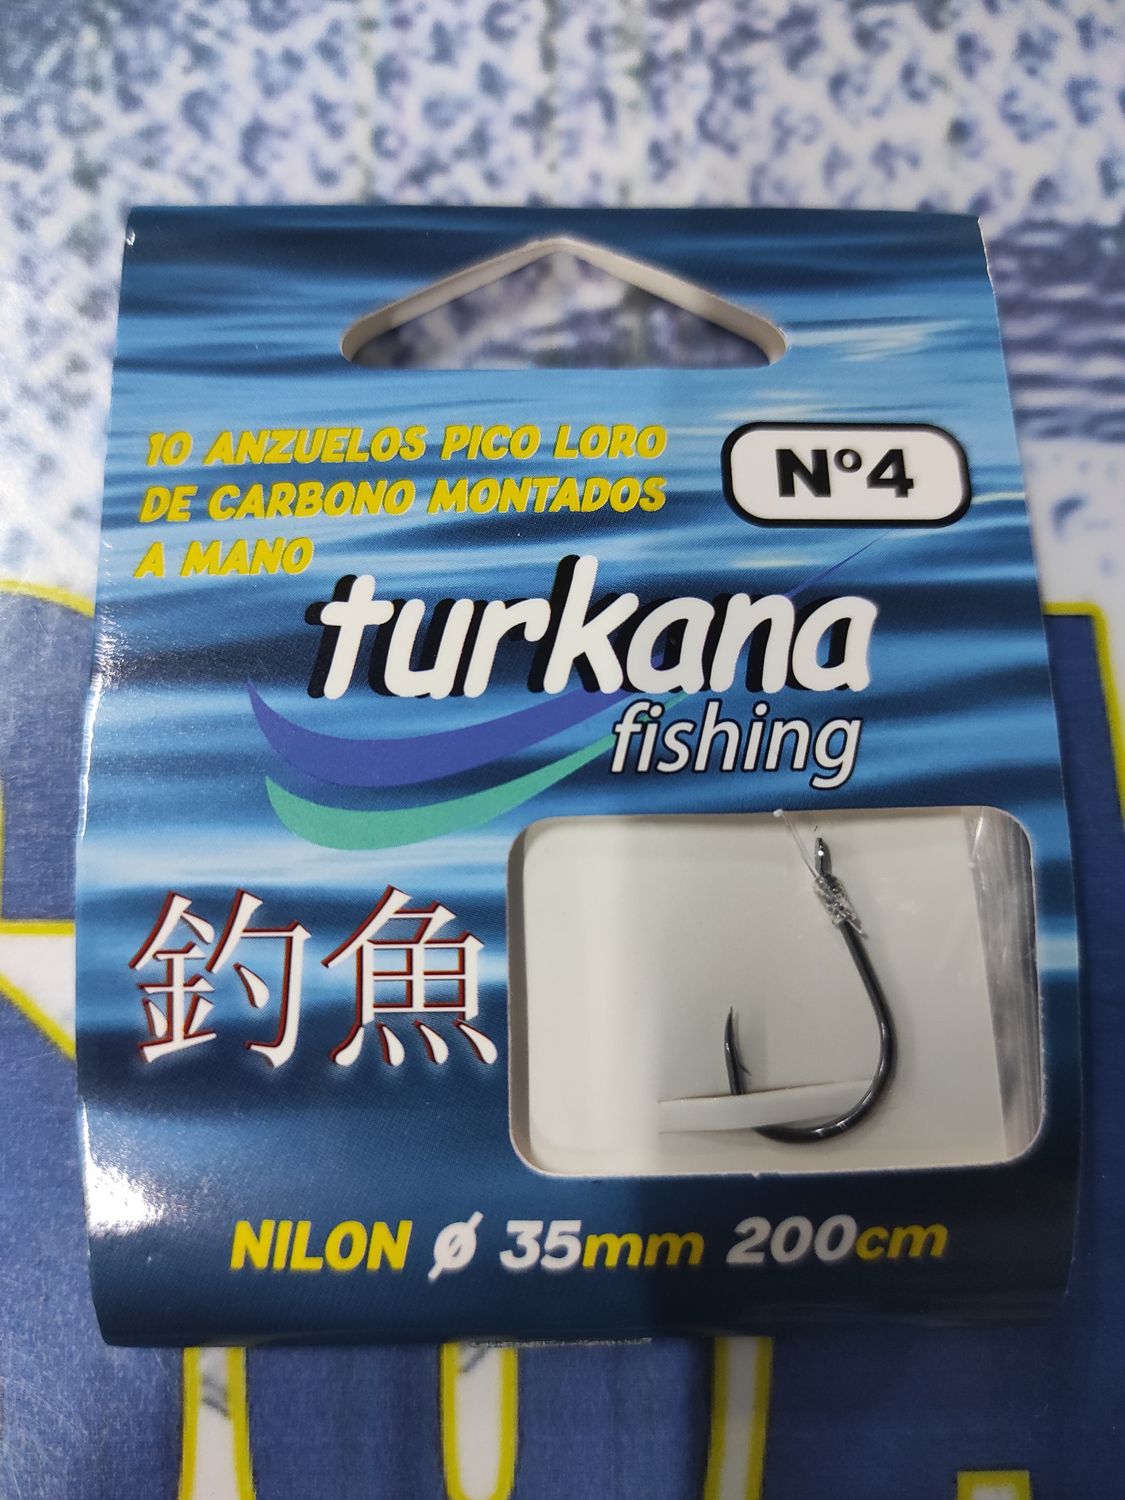 10 ANZUELOS PICO LORO
DE CARBONO MONTADOS
A MANO
Nº4
turkana
fishing
釣魚
NILON Ø 35mm 200cm